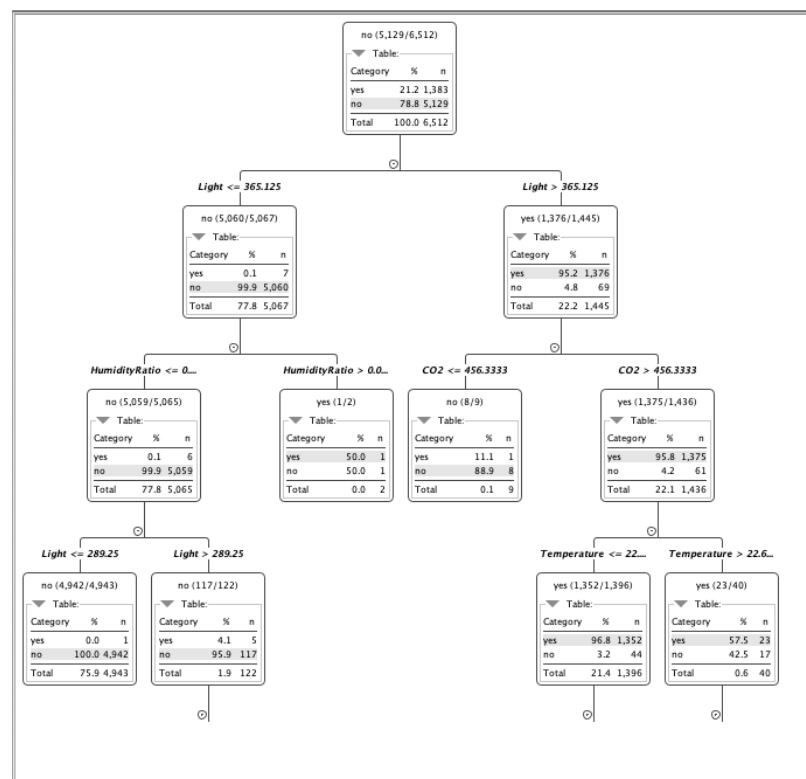 no (5,129/6,512)
Table:
Category % n
yes 21.2 1,383
no 78.8 5,129
Total 100.0 6,512
Light <= 365.125
Light > 365.125
no (5,060/5,067)
Table:
Category % n
yes 0.1 7
no 99.9 5,060
Total 77.8 5,067
yes (1,376/1,445)
Table:
Category % n
yes 95.2 1,376
no 4.8 69
Total 22.2 1,445
HumidityRatio <= 0....
HumidityRatio > 0.0...
CO2 <= 456.3333
CO2 > 456.3333
no (5,059/5,065)
Table:
Category % n
yes 0.1 6
no 99.9 5,059
Total 77.8 5,065
yes (1/2)
Table:
Category % n
yes 50.0 1
no 50.0 1
Total 0.0 2
no (8/9)
Table:
Category % n
yes 11.1 1
no 88.9 8
Total 0.1 9
yes (1,375/1,436)
Table:
Category % n
yes 95.8 1,375
no 4.2 61
Total 22.1 1,436
Light <= 289.25
Light > 289.25
Temperature <= 22....
Temperature > 22.6...
no (4,942/4,943)
Table:
Category % n
yes 0.0 1
no 100.0 4,942
Total 75.9 4,943
no (117/122)
Table:
Category % n
yes 4.1 5
no 95.9 117
Total 1.9 122
yes (1,352/1,396)
Table:
Category % n
yes 96.8 1,352
no 3.2 44
Total 21.4 1,396
yes (23/40)
Table:
Category % n
yes 57.5 23
no 42.5 17
Total 0.6 40